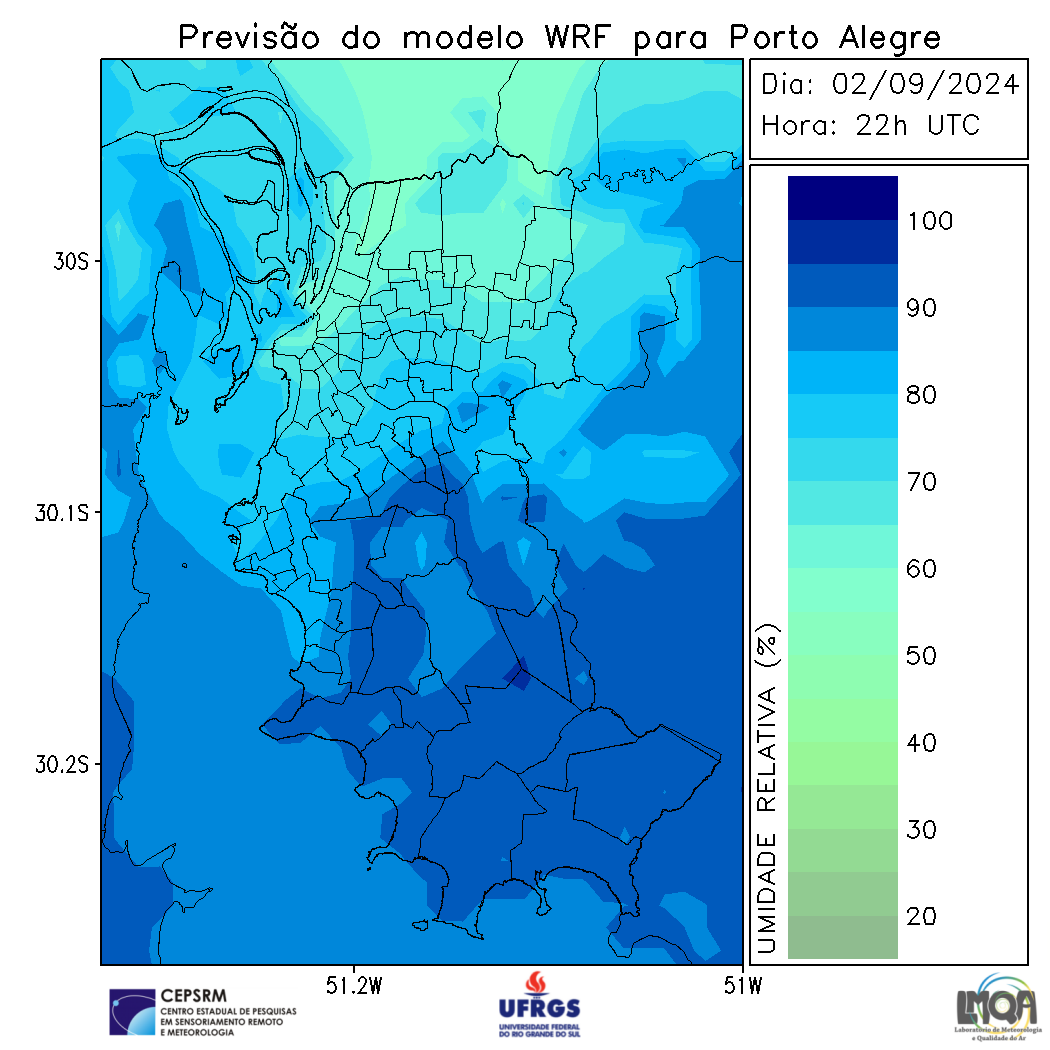 Previsão do modelo WRF para Porto Alegre
Dia: 02/09/2024
Hora: 22h UTC
30S
30.1S
30.2S
51.2W
51W
UMIDADE RELATIVA (%)
100
90
80
70
60
50
40
30
20
CEPSRM
CENTRO ESTADUAL DE PESQUISAS
EM SENSORIAMENTO REMOTO
E METEOROLOGIA
UFRGS
UNIVERSIDADE FEDERAL
DO RIO GRANDE DO SUL
LMQA
Laboratório de Meteorologia
e Qualidade do Ar